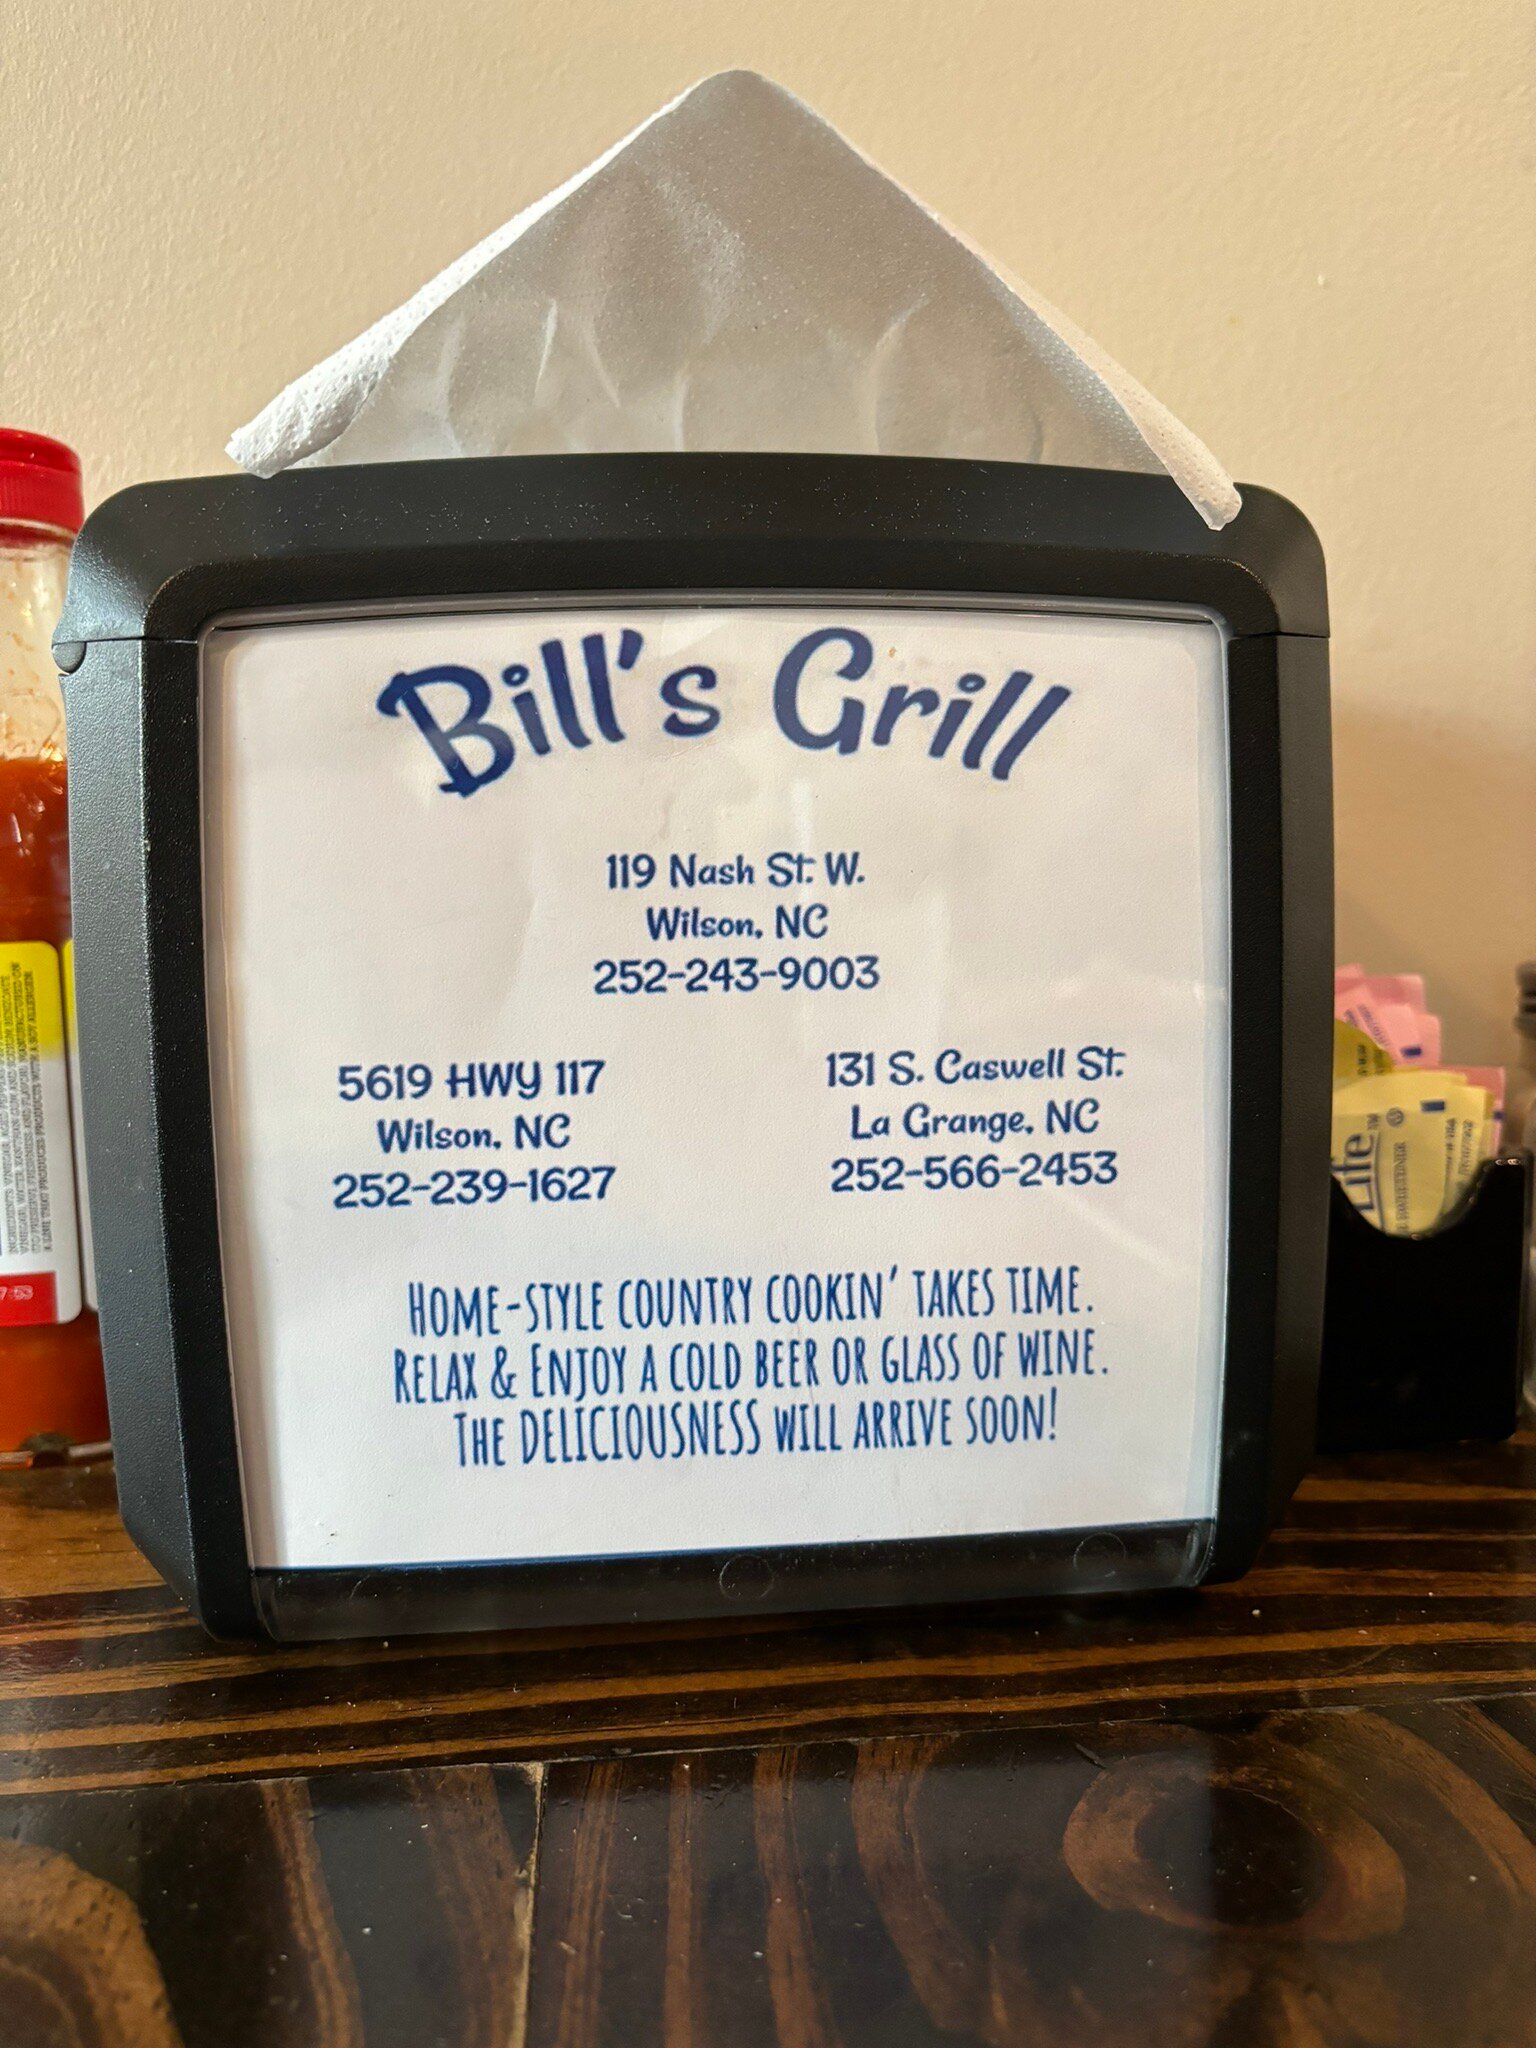 Bill's Grill
119 Nash St. W.
Wilson, NC
252-243-9003
5619 HWY 117
Wilson, NC
252-239-1627
131 S. Caswell St.
La Grange, NC
252-566-2453
HOME-STYLE COUNTRY COOKIN' TAKES TIME.
RELAX & ENJOY A COLD BEER OR GLASS OF WINE.
THE DELICIOUSNESS WILL ARRIVE SOON!
Life